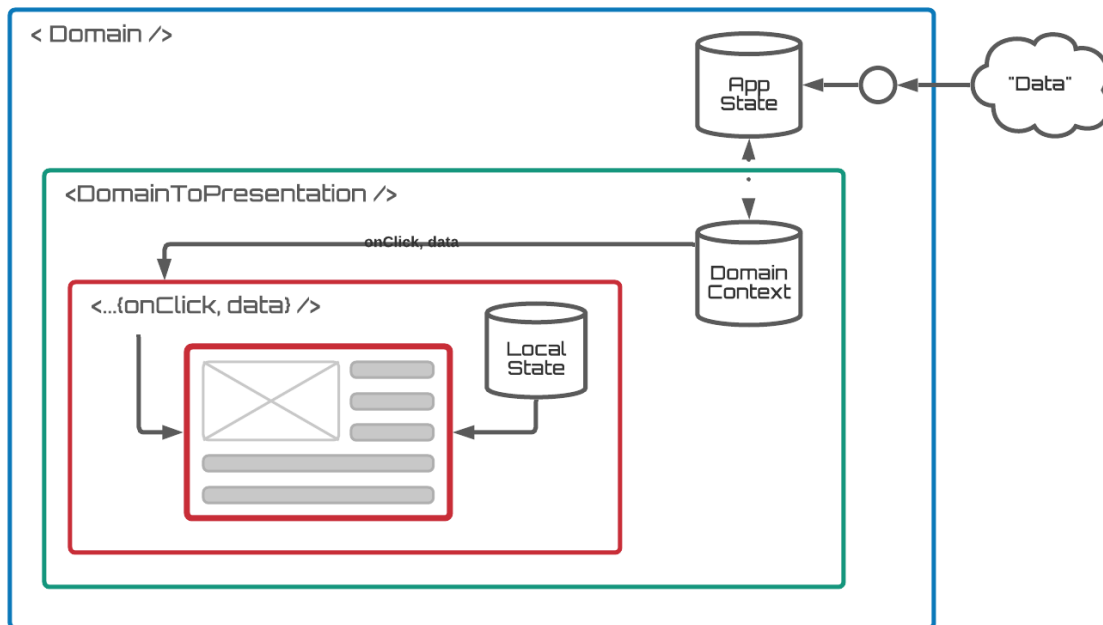 < Domain />
App
State
"Data"
<DomainToPresentation />
onClick, data
Domain
Context
<...{onClick, data} />
Local
State